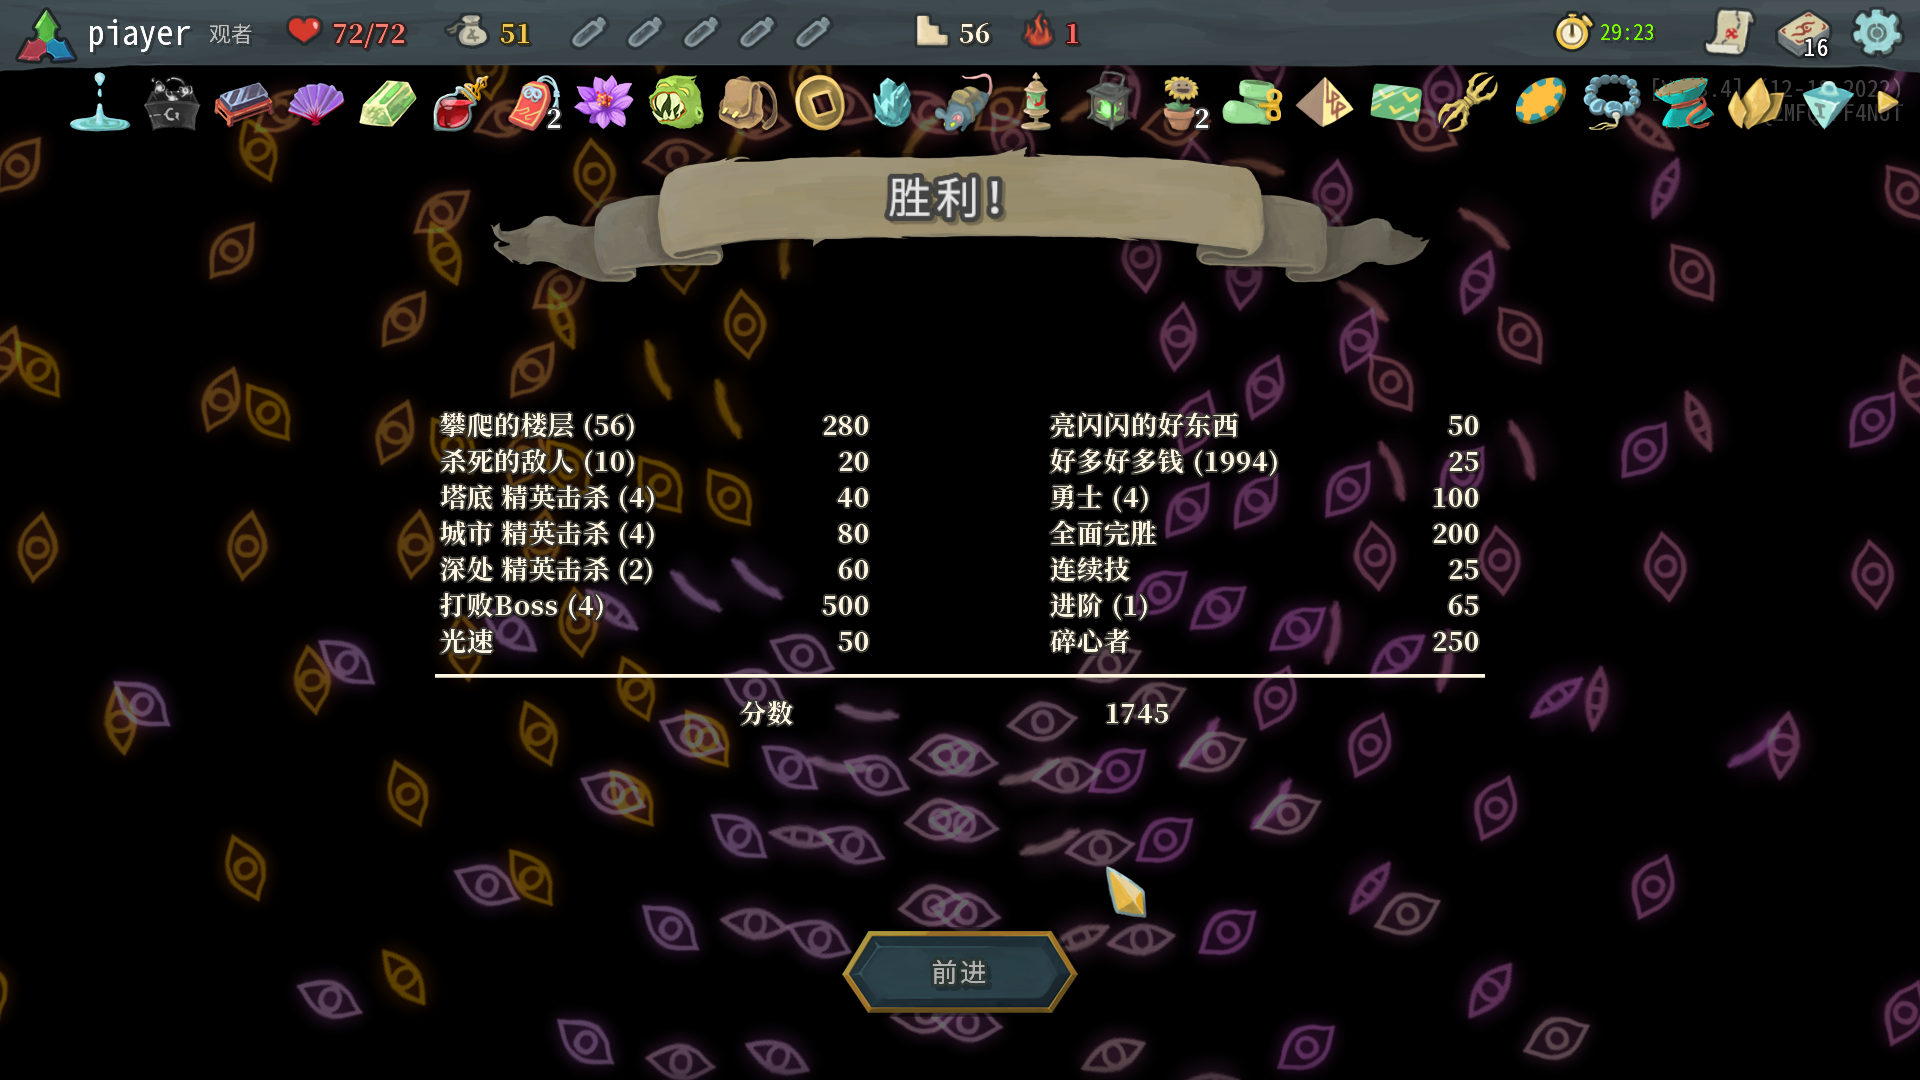 piayer 观者 72/72 51 56 1 29:23 16
2 2
胜利!
攀爬的楼层 (56) 280
杀死的敌人 (10) 20
塔底 精英击杀 (4) 40
城市 精英击杀 (4) 80
深处 精英击杀 (2) 60
打败Boss (4) 500
光速 50
亮闪闪的好东西 50
好多好多钱 (1994) 25
勇士 (4) 100
全面完胜 200
连续技 25
进阶 (1) 65
碎心者 250
分数 1745
前进